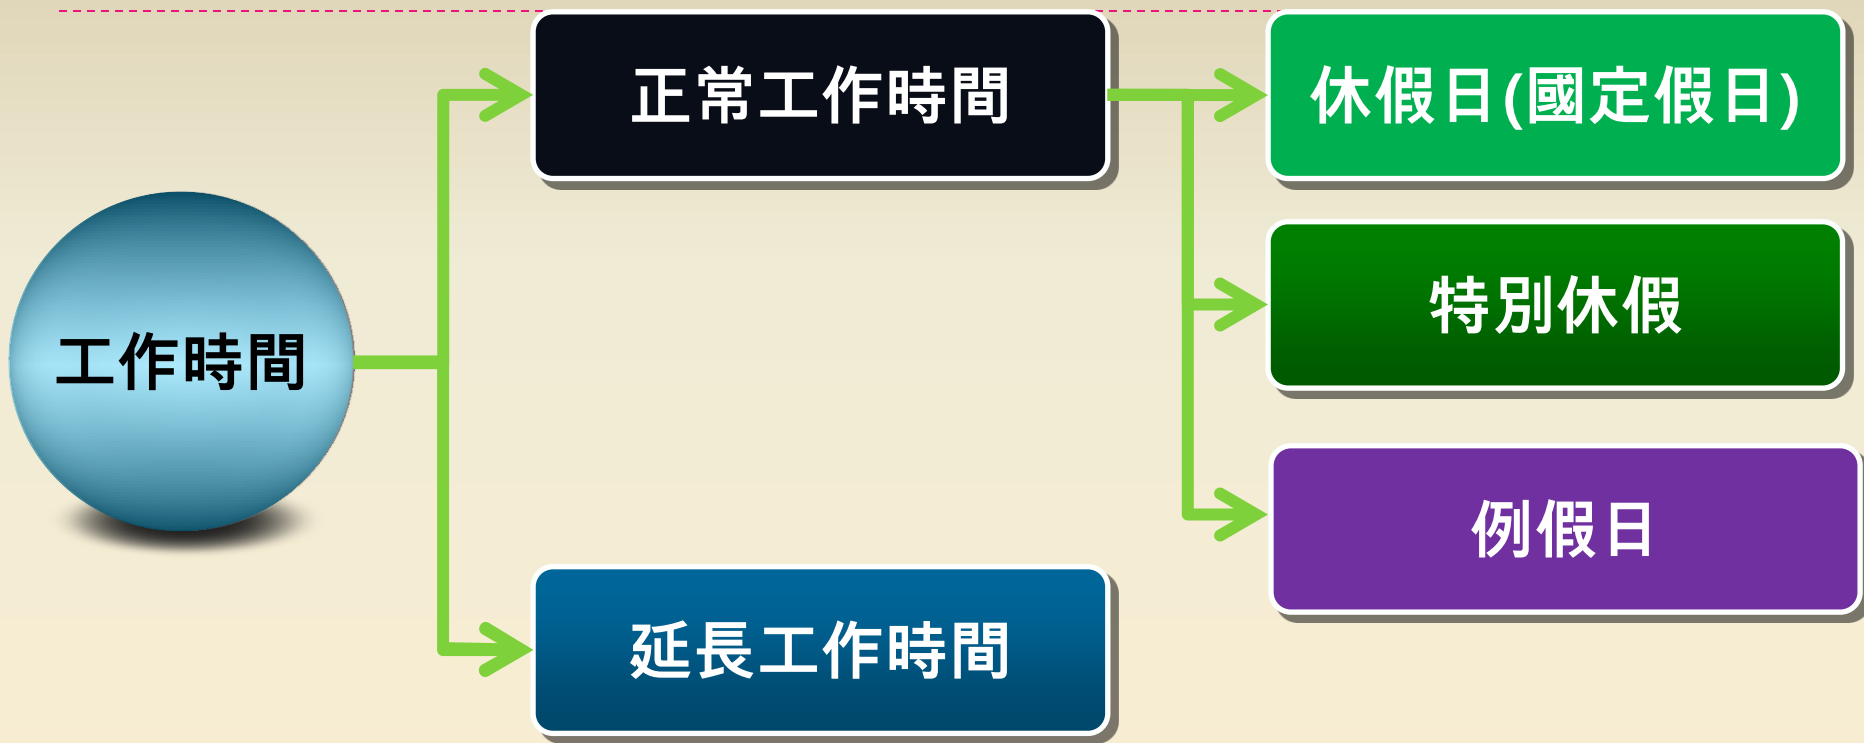 正常工作時間
休假日(國定假日)
特別休假
工作時間
例假日
延長工作時間